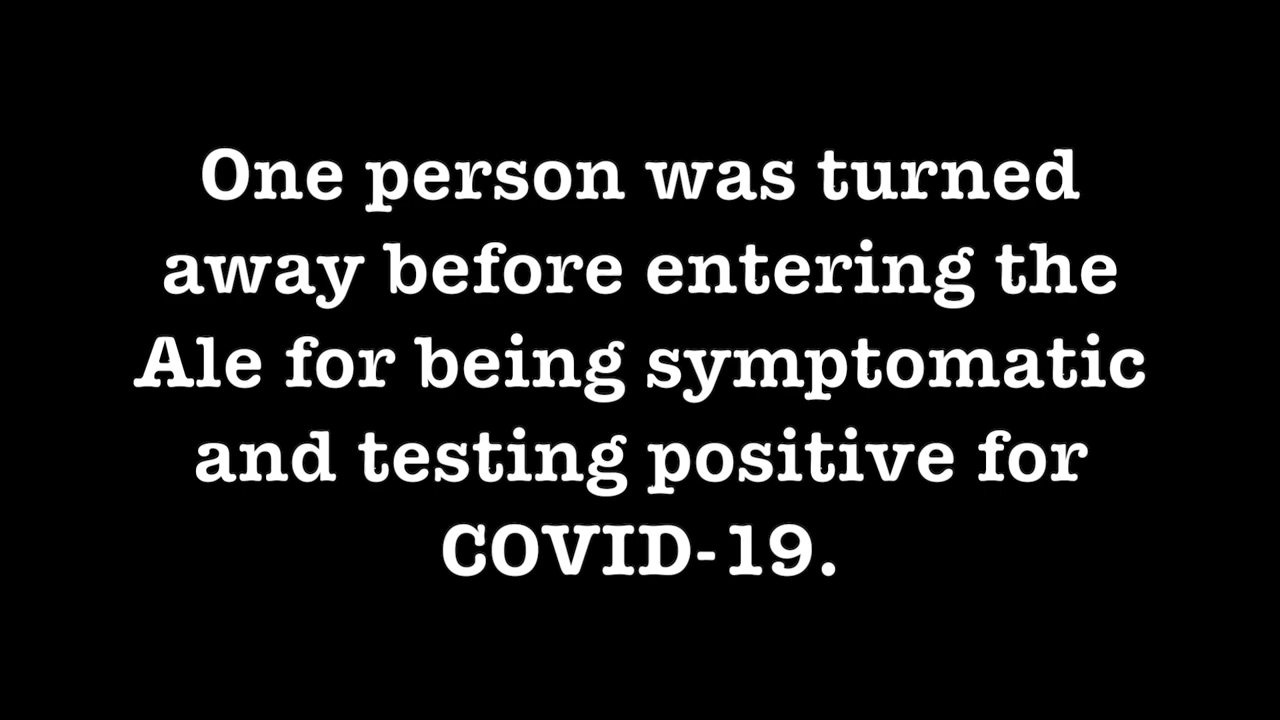 One person was turned
away before entering the
Ale for being symptomatic
and testing positive for
COVID-19.